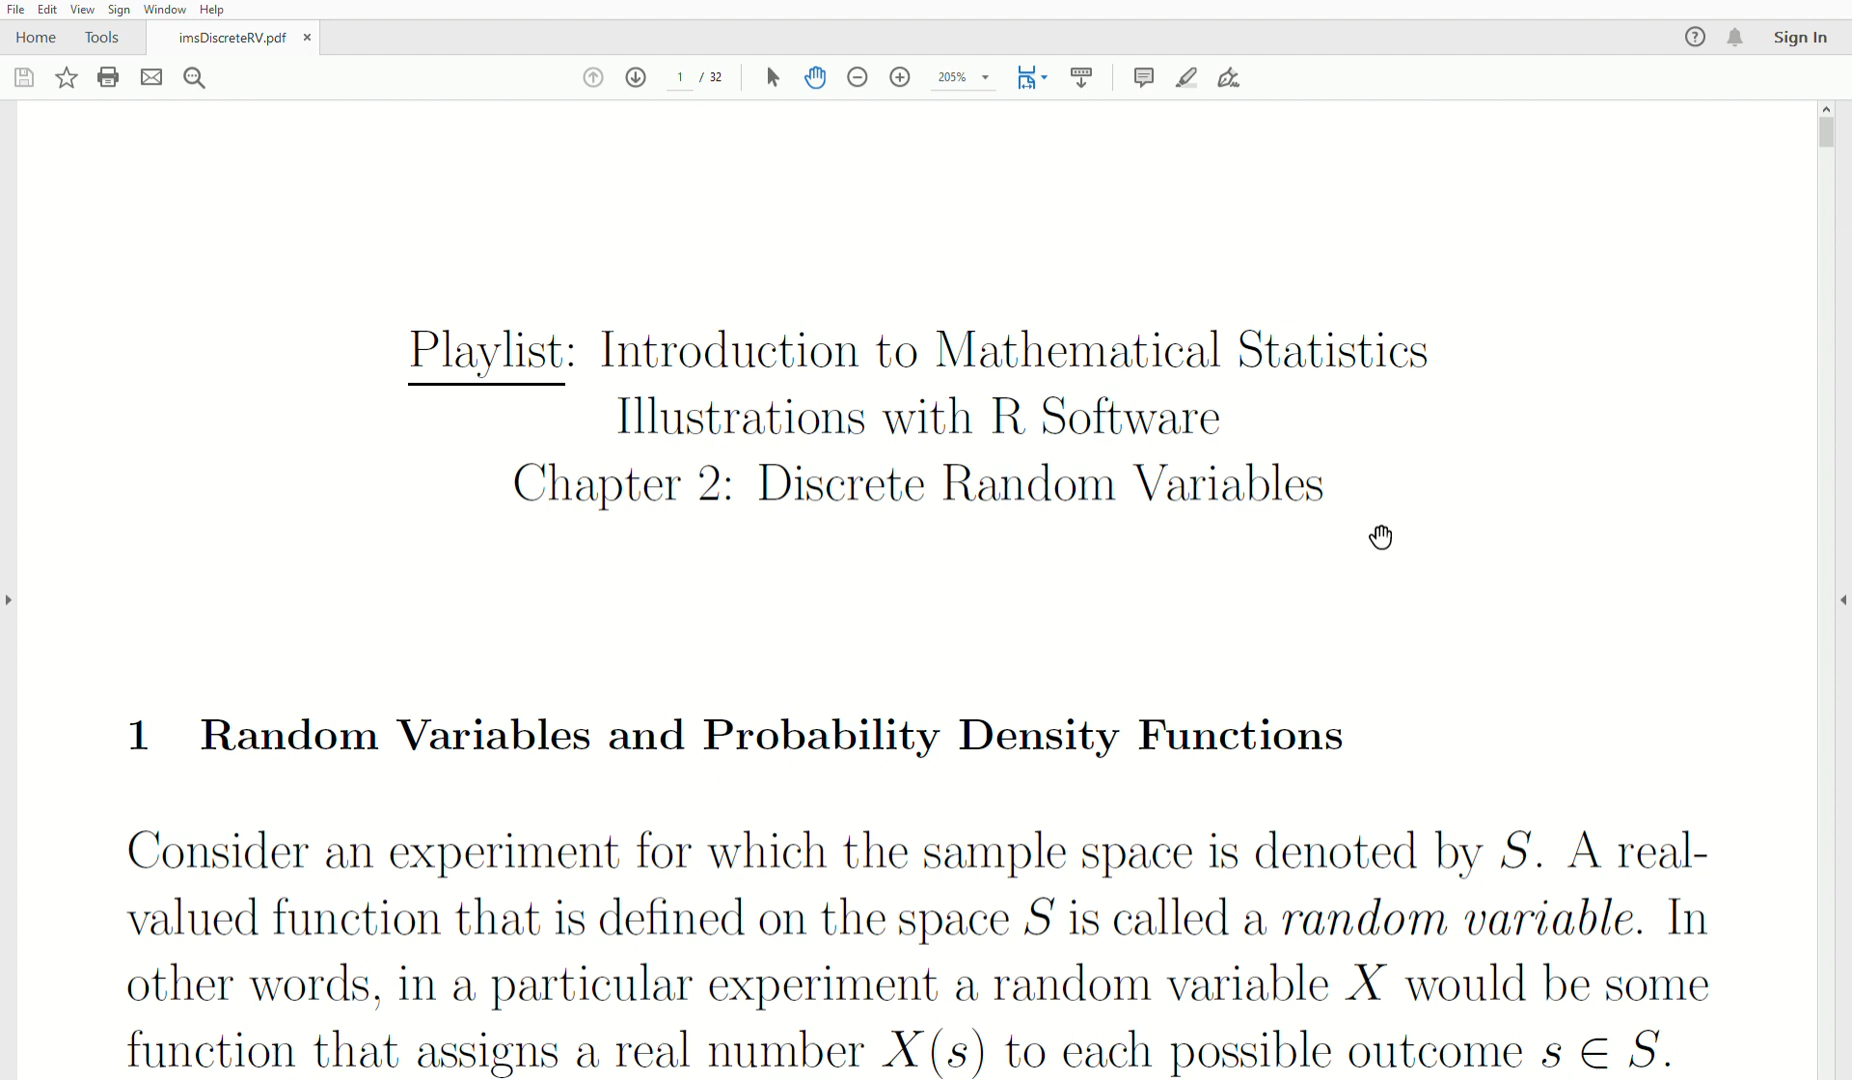 File Edit View Sign Window Help
Home Tools imsDiscreteRV.pdf × Sign In
1 / 32 205%
Playlist: Introduction to Mathematical Statistics
Illustrations with R Software
Chapter 2: Discrete Random Variables
1 Random Variables and Probability Density Functions
Consider an experiment for which the sample space is denoted by S. A real-
valued function that is defined on the space S is called a random variable. In
other words, in a particular experiment a random variable X would be some
function that assigns a real number X(s) to each possible outcome s ∈ S.